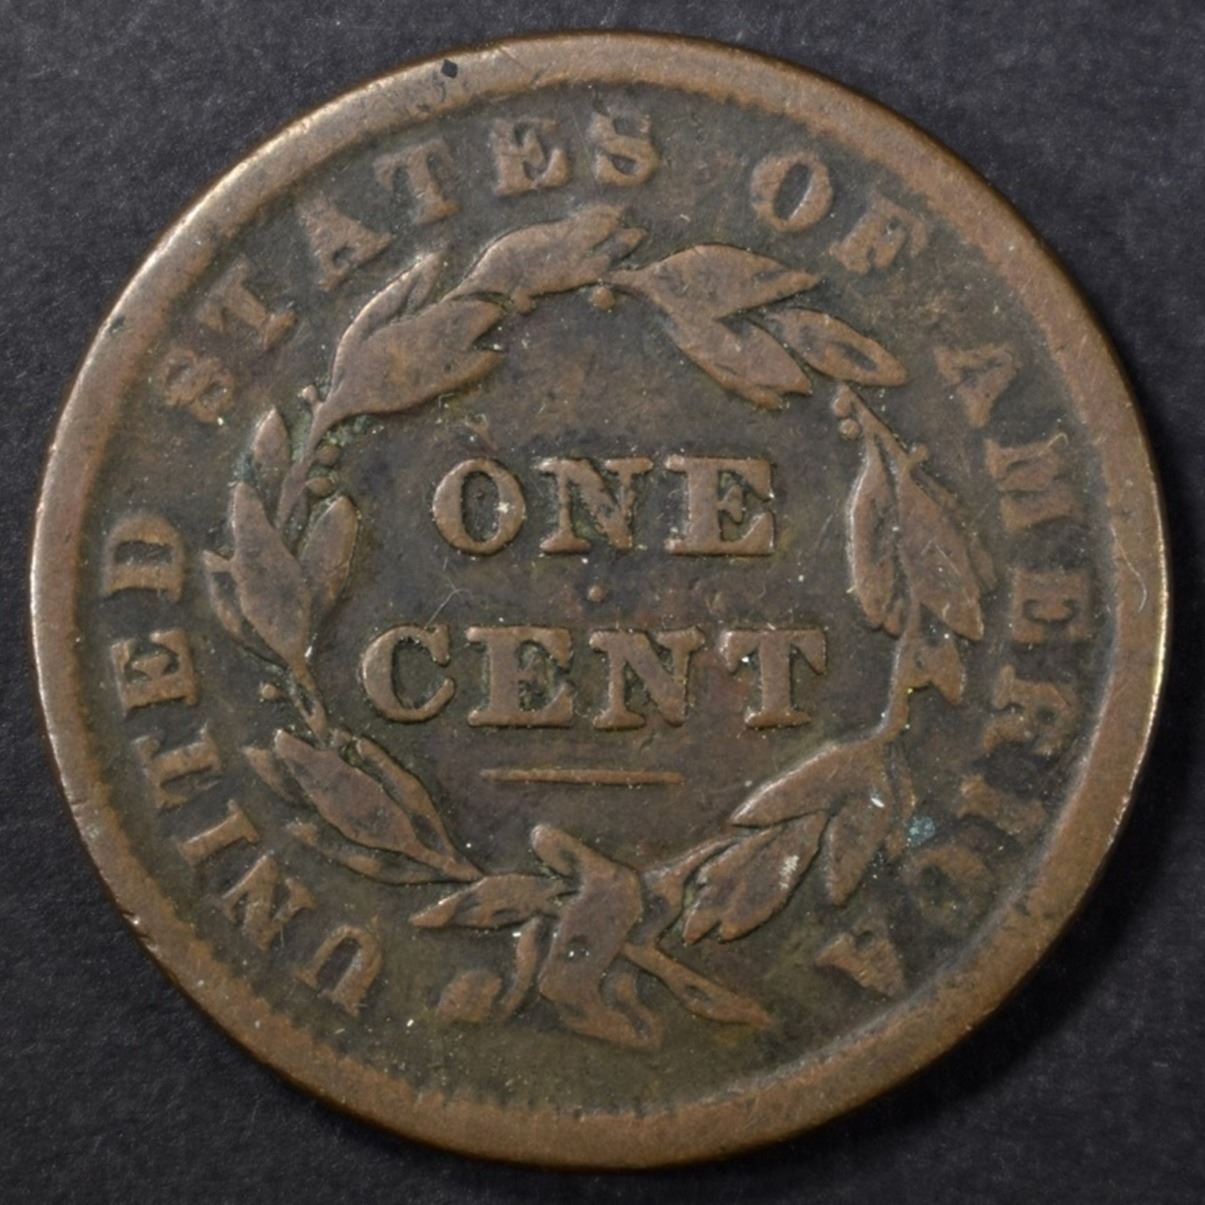 UNITED STATES OF AMERICA
ONE
CENT